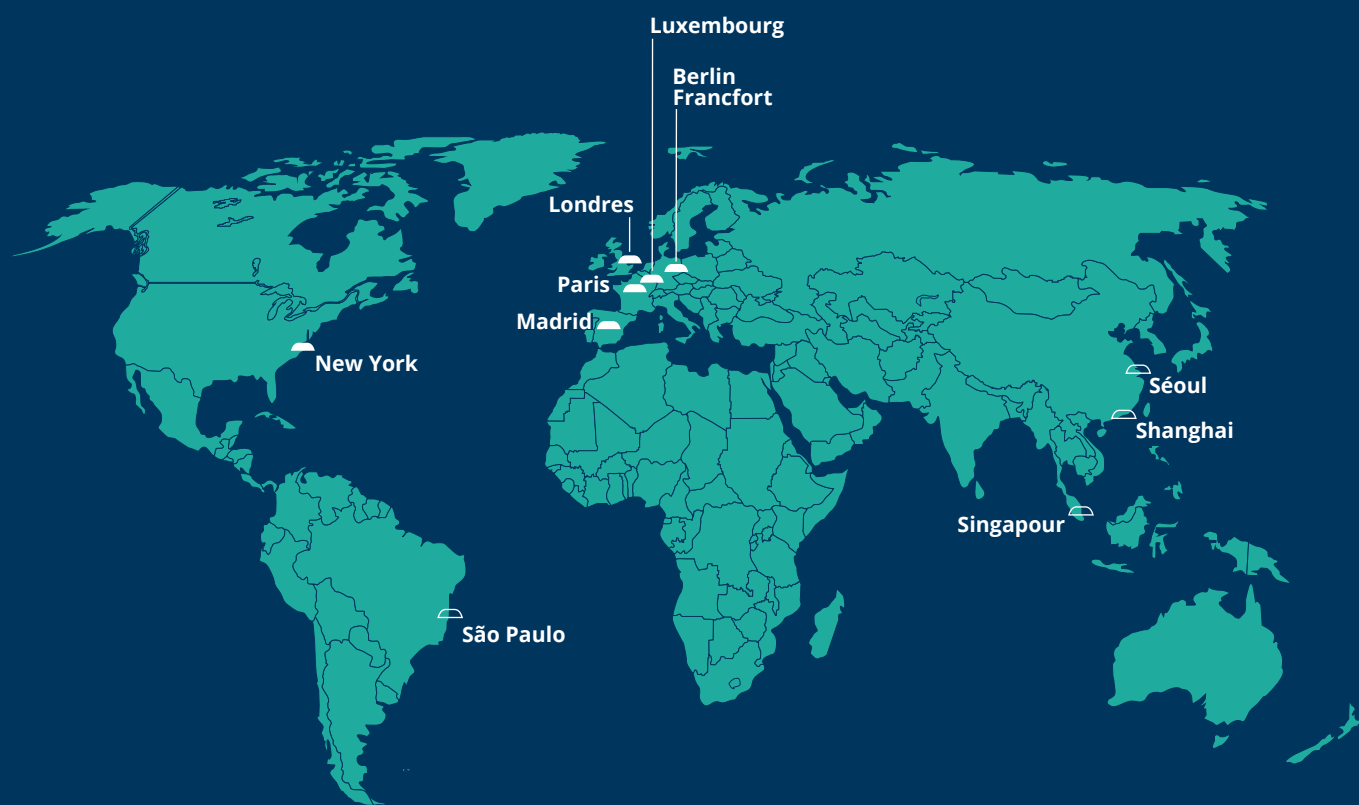 Luxembourg
Berlin
Francfort
Londres
Paris
Madrid
New York
Séoul
Shanghai
Singapour
São Paulo